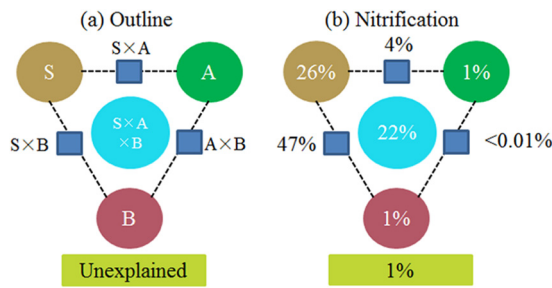 (a) Outline
S×A
S
A
S×A
×B
S×B
A×B
B
Unexplained
(b) Nitrification
4%
26%
1%
22%
47%
<0.01%
1%
1%